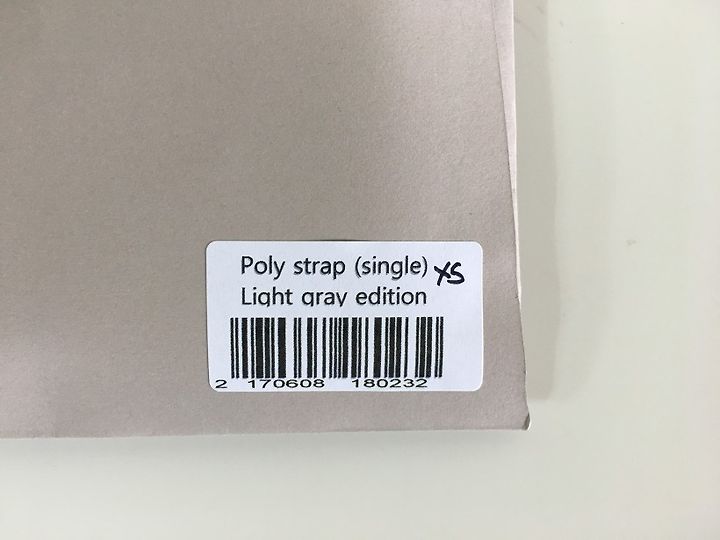 Poly strap (single) XS
Light gray edition
2 170608 180232